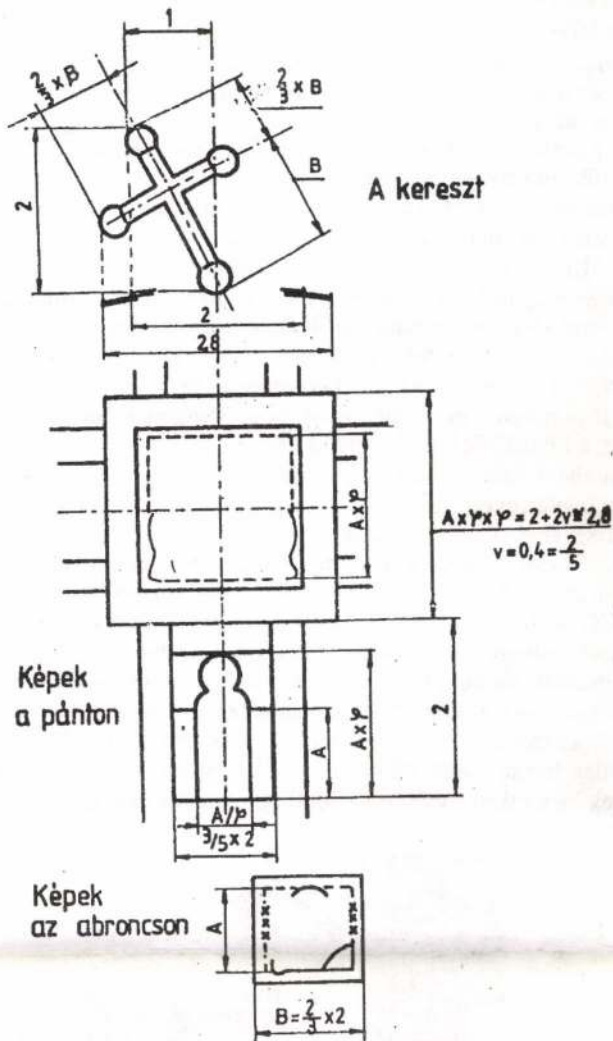 1
2/3 × B
2/3 × B
B
2
A kereszt
2
2,8
A×φ
A×φ×φ = 2 + 2v ≅ 2,8
v = 0,4 = 2/5
Képek
a pánton
A
A×φ
2
A/φ
3/5 × 2
Képek
az abroncson
A
B = 2/3 × 2